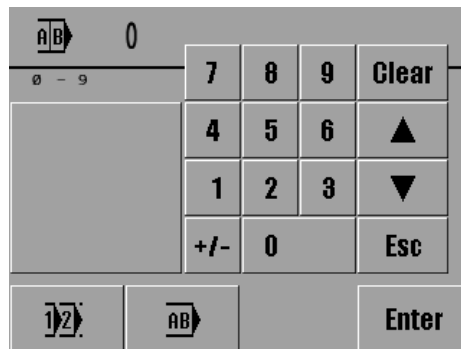 AB 0
0 - 9
7 8 9 Clear
4 5 6 ▲
1 2 3 ▼
+/- 0 Esc
12 AB Enter